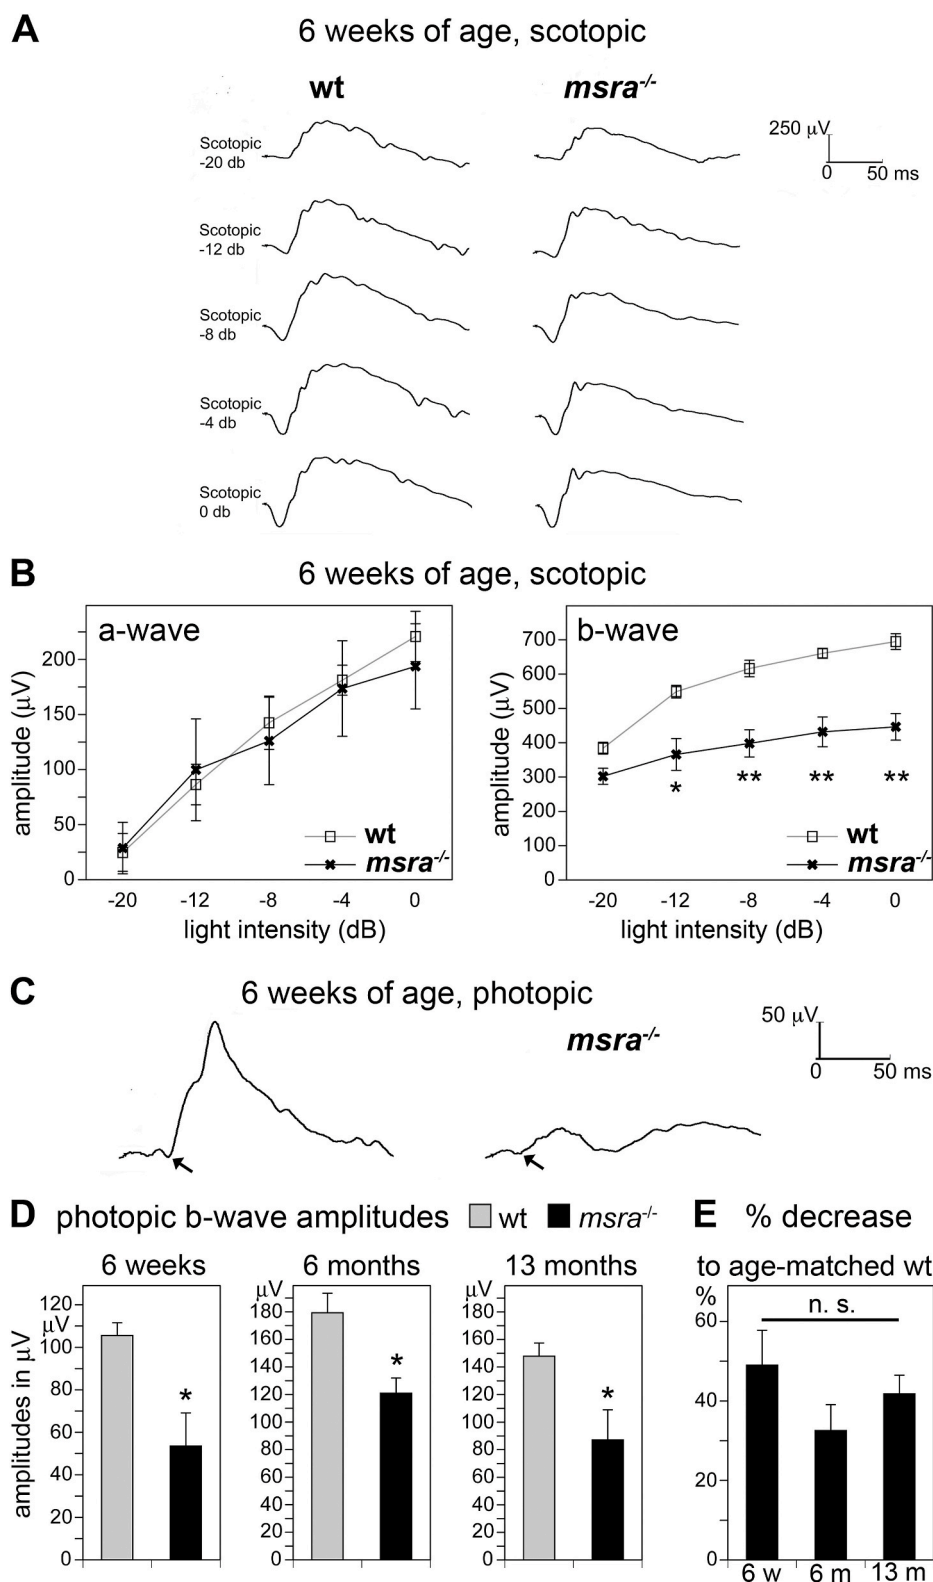 A 6 weeks of age, scotopic
wt msra-/-
Scotopic
-20 db
250 μV
0 50 ms
Scotopic
-12 db
Scotopic
-8 db
Scotopic
-4 db
Scotopic
0 db
B 6 weeks of age, scotopic
a-wave
amplitude (μV)
200
150
100
50
0
wt
msra-/-
-20 -12 -8 -4 0
light intensity (dB)
b-wave
amplitude (μV)
700
600
500
400
300
200
100
0
* ** ** **
wt
msra-/-
-20 -12 -8 -4 0
light intensity (dB)
C 6 weeks of age, photopic
msra-/-
50 μV
0 50 ms
D photopic b-wave amplitudes wt msra-/-
6 weeks
amplitudes in μV
120
μV
100
80
60
40
20
0
*
6 months
μV
180
160
140
120
100
80
60
40
20
0
*
13 months
μV
180
160
140
120
100
80
60
40
20
0
*
E % decrease
to age-matched wt
%
60
40
20
0
n. s.
6 w 6 m 13 m